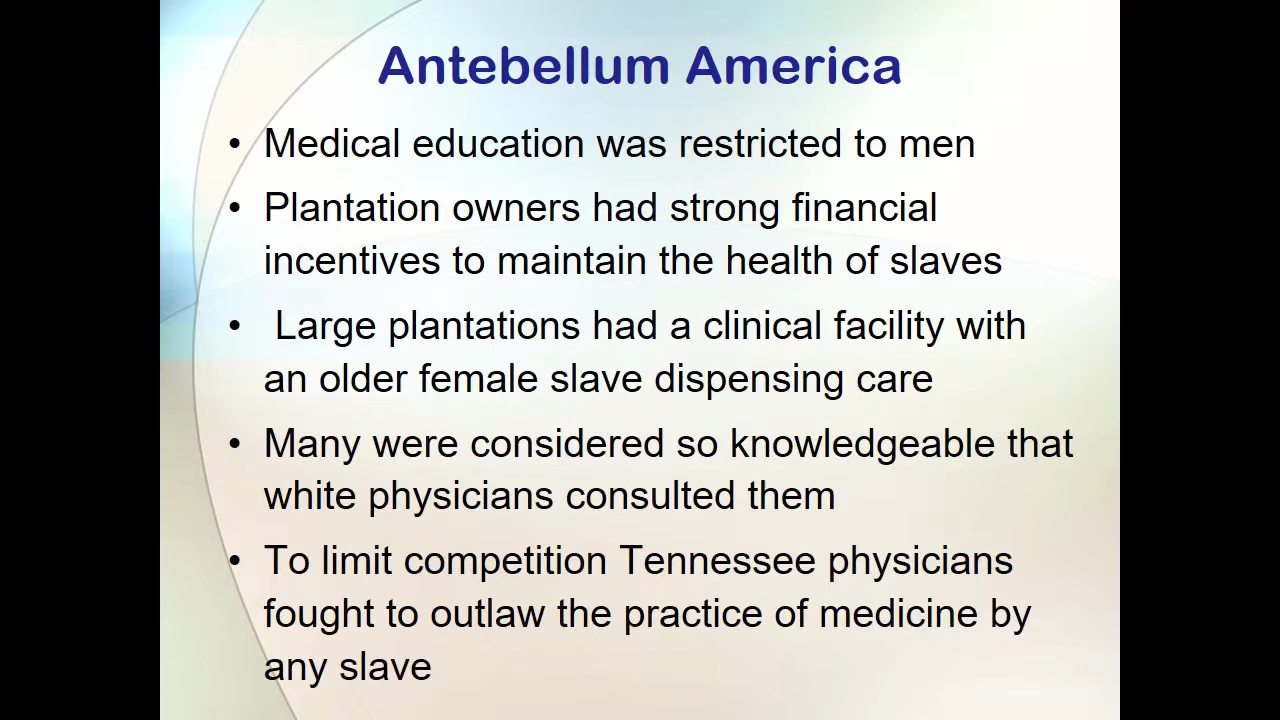 Antebellum America
• Medical education was restricted to men
• Plantation owners had strong financial
incentives to maintain the health of slaves
• Large plantations had a clinical facility with
an older female slave dispensing care
• Many were considered so knowledgeable that
white physicians consulted them
• To limit competition Tennessee physicians
fought to outlaw the practice of medicine by
any slave